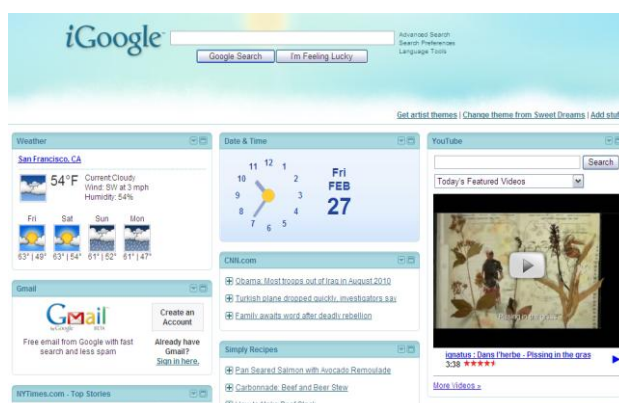 iGoogle
Advanced Search
Search Preferences
Language Tools
Google Search
I'm Feeling Lucky
Get artist themes | Change theme from Sweet Dreams | Add stuf
Weather
San Francisco, CA
54°F
Current: Cloudy
Wind: SW at 3 mph
Humidity: 54%
Fri Sat Sun Mon
63° | 49° 63° | 54° 61° | 52° 61° | 47°
Gmail
Gmail
by Google BETA
Free email from Google with fast
search and less spam
Create an
Account
Already have
Gmail?
Sign in here.
NYTimes.com - Top Stories
Date & Time
12 1 2 3 4 5 6 7 8 9 10 11
Fri
FEB
27
CNN.com
Obama: Most troops out of Iraq in August 2010
Turkish plane dropped quickly, investigators say
Family awaits word after deadly rebellion
Simply Recipes
Pan Seared Salmon with Avocado Remoulade
Carbonnade: Beef and Beer Stew
YouTube
Search
Today's Featured Videos
ignatus : Dans l'herbe - Pissing in the gras
3:38
More Videos »